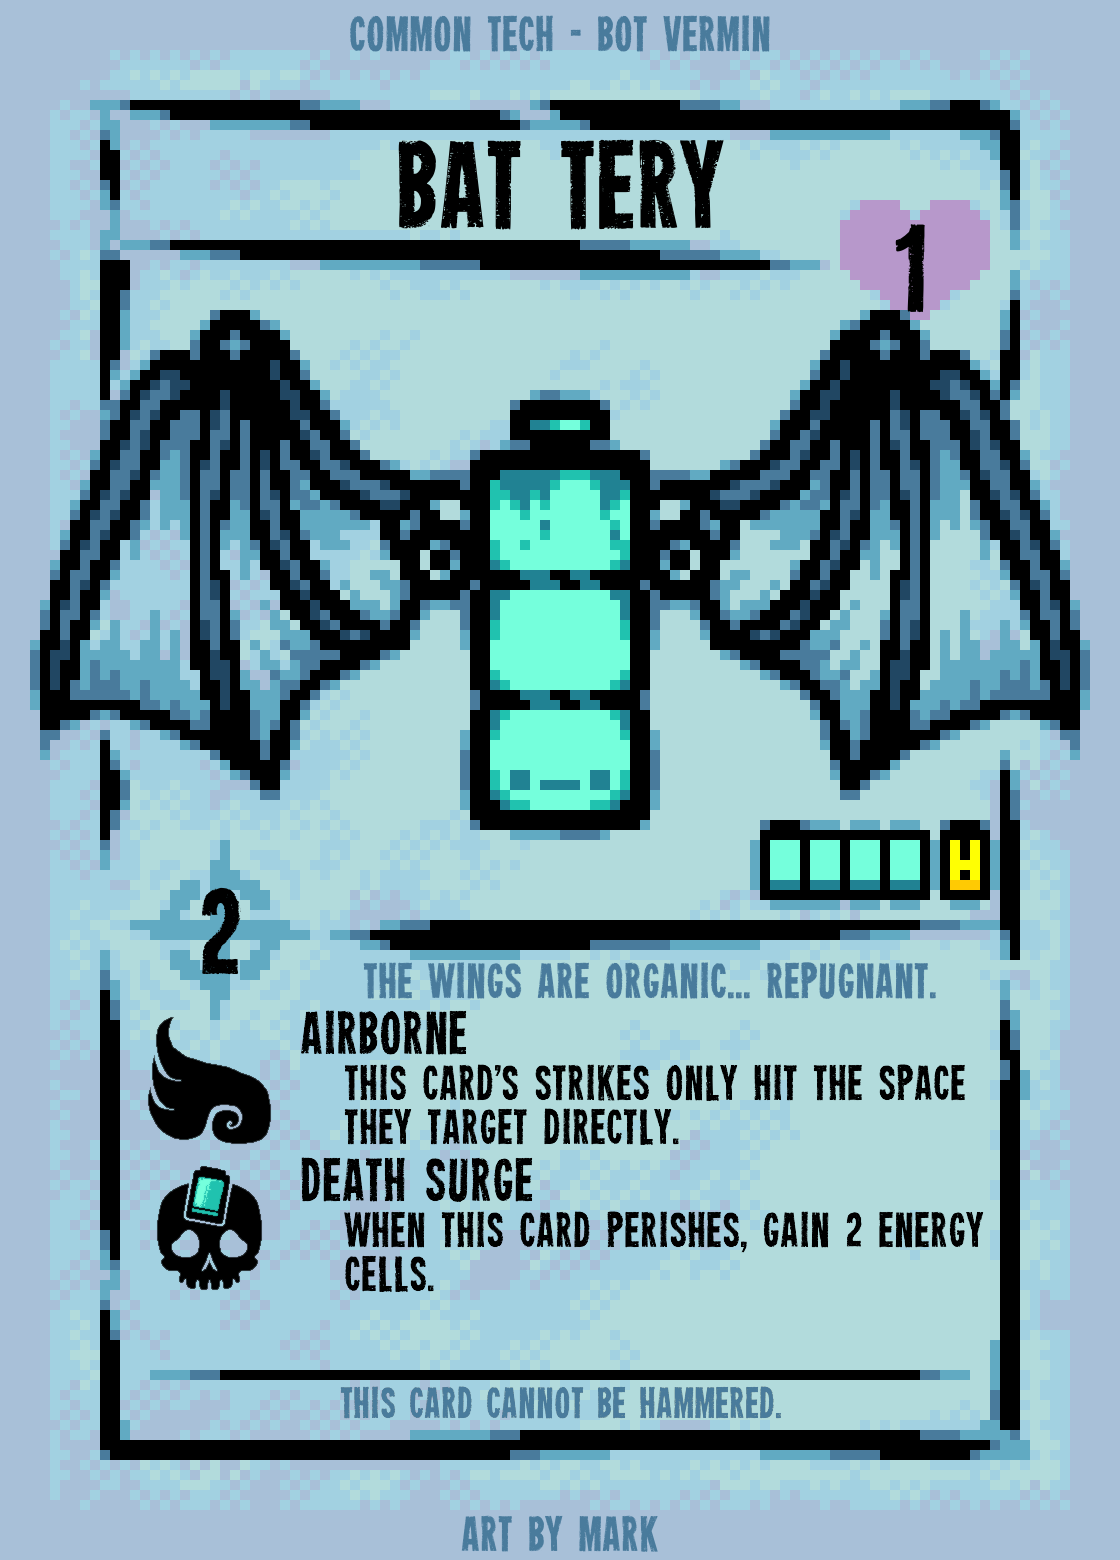 COMMON TECH - BOT VERMIN
BAT TERY
1
2
THE WINGS ARE ORGANIC... REPUGNANT.
AIRBORNE
THIS CARD'S STRIKES ONLY HIT THE SPACE
THEY TARGET DIRECTLY.
DEATH SURGE
WHEN THIS CARD PERISHES, GAIN 2 ENERGY
CELLS.
THIS CARD CANNOT BE HAMMERED.
ART BY MARK